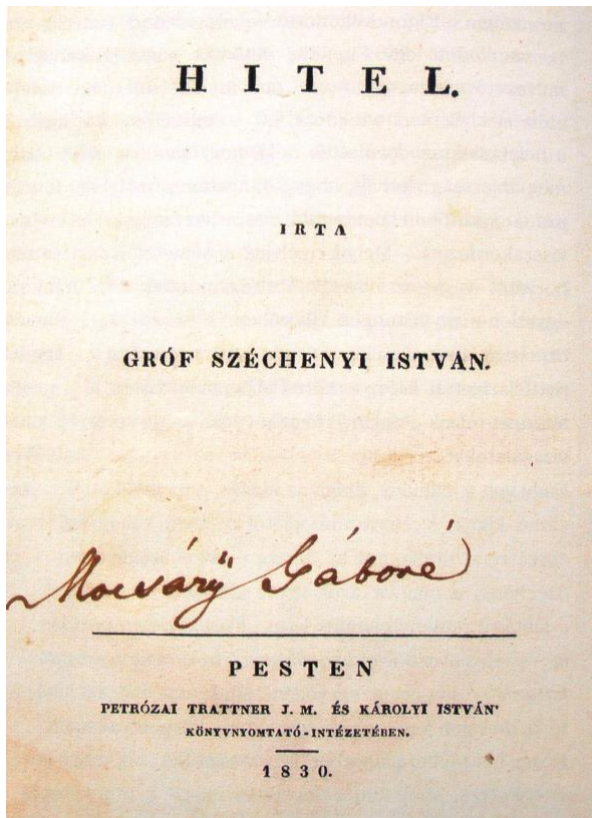 HITEL.
IRTA
GRÓF SZÉCHENYI ISTVÁN.
Mocsáry Gáboré
PESTEN
PETRÓZAI TRATTNER J. M. ÉS KÁROLYI ISTVÁN'
KÖNYVNYOMTATÓ-INTÉZETÉBEN.
1830.